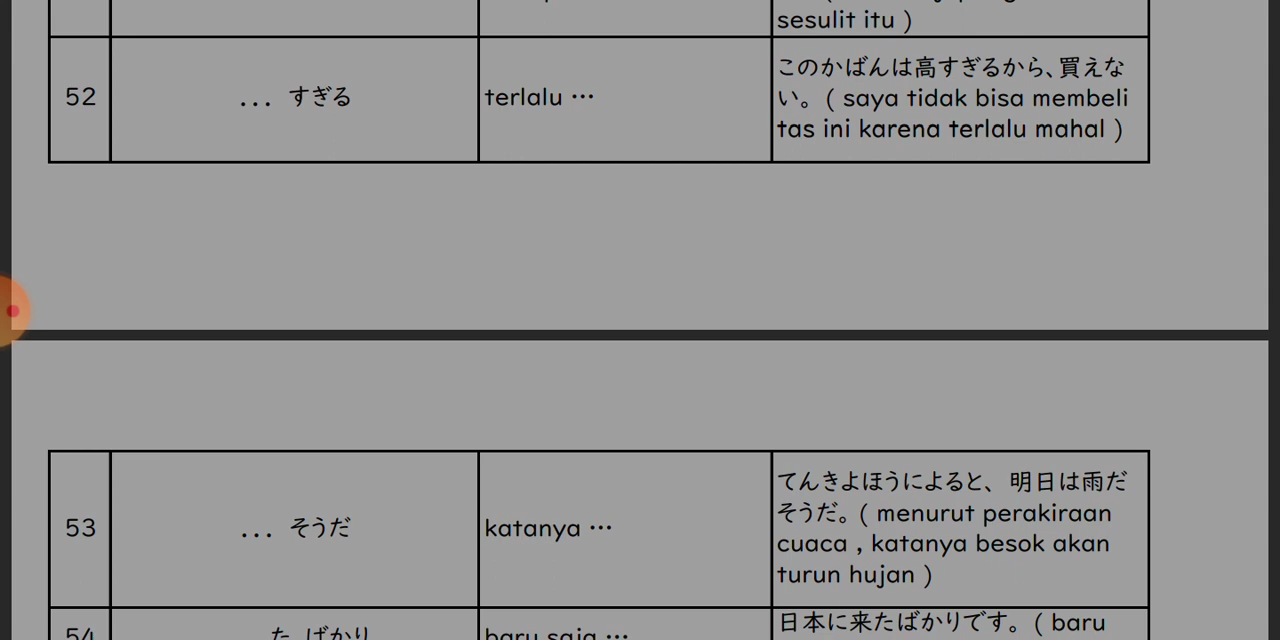 sesulit itu )
52
... すぎる
terlalu …
このかばんは高すぎるから、買えな
い。 ( saya tidak bisa membeli
tas ini karena terlalu mahal )
53
... そうだ
katanya …
てんきよほうによると、 明日は雨だ
そうだ。( menurut perakiraan
cuaca , katanya besok akan
turun hujan )
54
た ばかり
baru saja …
日本に来たばかりです。 ( baru